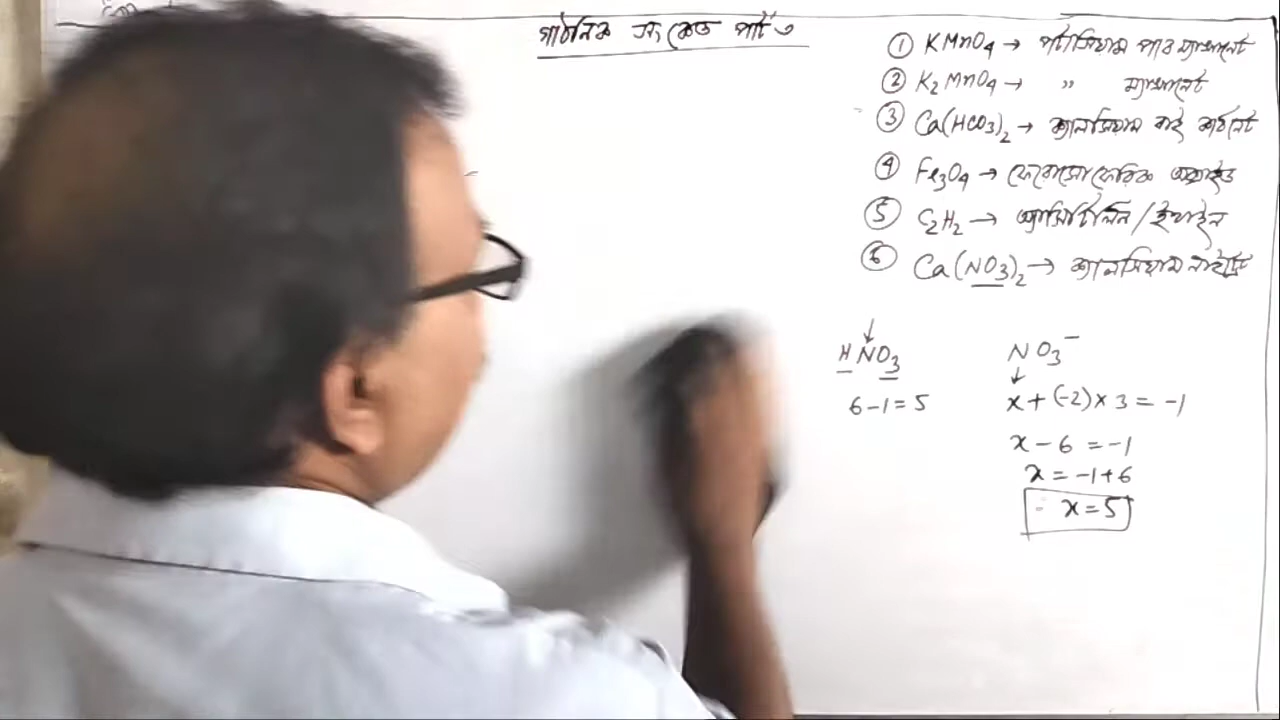 গাঠনিক সংকেত পার্ট ৩
① KMnO4 → পটাসিয়াম পার ম্যাঙ্গানেট
② K2MnO4 → " ম্যাঙ্গানেট
③ Ca(HCO3)2 → ক্যালসিয়াম বাই কার্বনেট
④ Fe3O4 → ফেরোসোফেরিক অক্সাইড
⑤ C2H2 → অ্যাসিটিলিন / ইথাইন
⑥ Ca(NO3)2 → ক্যালসিয়াম নাইট্রেট
↓
HNO3
6-1=5
NO3⁻
↓
x+(-2)×3=-1
x-6=-1
x=-1+6
x=5